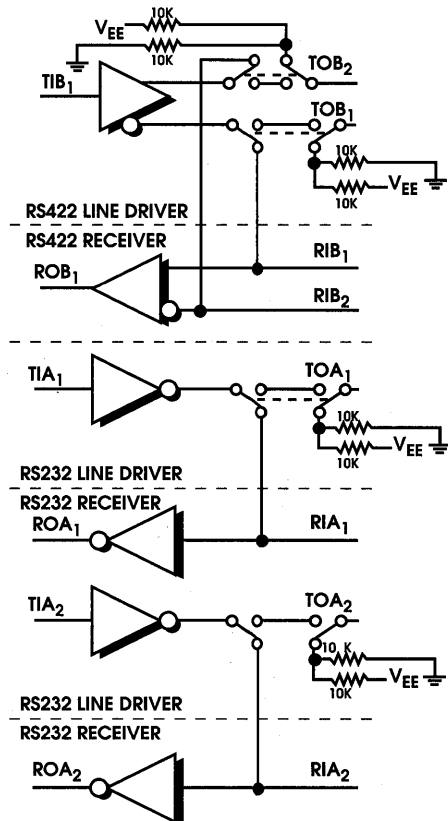 10K
VEE
10K
TIB1
TOB2
TOB1
10K
VEE
10K
RS422 LINE DRIVER
RS422 RECEIVER
ROB1
RIB1
RIB2
TIA1
TOA1
10K
VEE
10K
RS232 LINE DRIVER
RS232 RECEIVER
ROA1
RIA1
TIA2
TOA2
10 K
VEE
10K
RS232 LINE DRIVER
RS232 RECEIVER
ROA2
RIA2